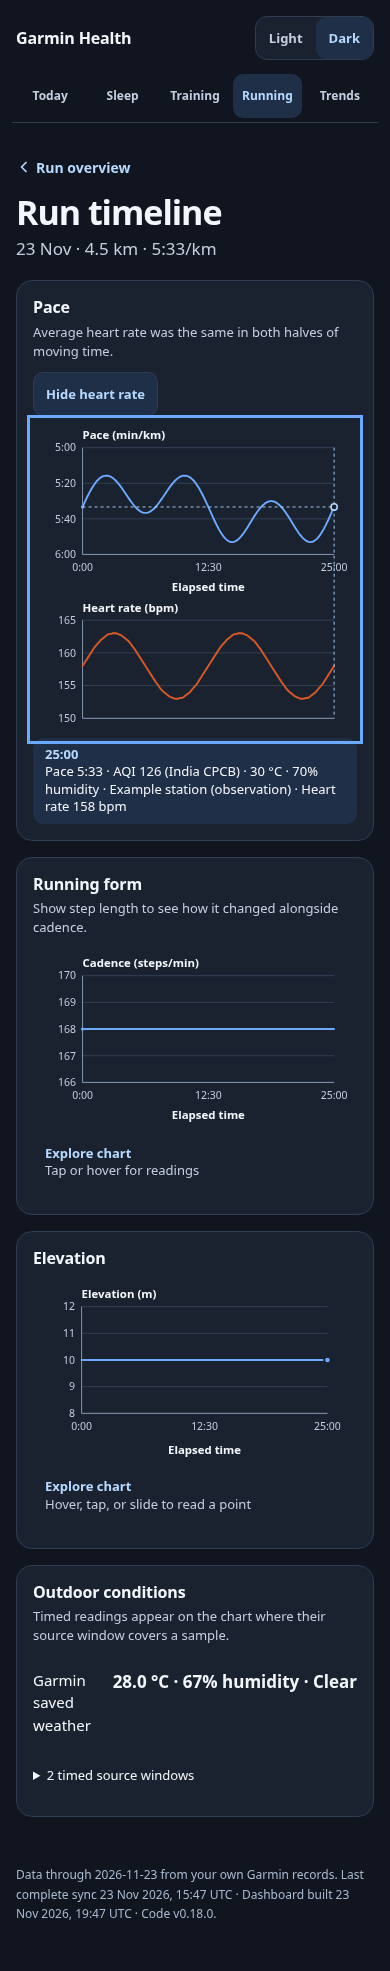 Garmin Health
Light Dark
Today Sleep Training Running Trends
Run overview
Run timeline
23 Nov · 4.5 km · 5:33/km
Pace
Average heart rate was the same in both halves of
moving time.
Hide heart rate
Pace (min/km)
5:00
5:20
5:40
6:00
0:00 12:30 25:00
Elapsed time
Heart rate (bpm)
165
160
155
150
25:00
Pace 5:33 · AQI 126 (India CPCB) · 30 °C · 70%
humidity · Example station (observation) · Heart
rate 158 bpm
Running form
Show step length to see how it changed alongside
cadence.
Cadence (steps/min)
170
169
168
167
166
0:00 12:30 25:00
Elapsed time
Explore chart
Tap or hover for readings
Elevation
Elevation (m)
12
11
10
9
8
0:00 12:30 25:00
Elapsed time
Explore chart
Hover, tap, or slide to read a point
Outdoor conditions
Timed readings appear on the chart where their
source window covers a sample.
Garmin saved weather
28.0 °C · 67% humidity · Clear
2 timed source windows
Data through 2026-11-23 from your own Garmin records. Last
complete sync 23 Nov 2026, 15:47 UTC · Dashboard built 23
Nov 2026, 19:47 UTC · Code v0.18.0.